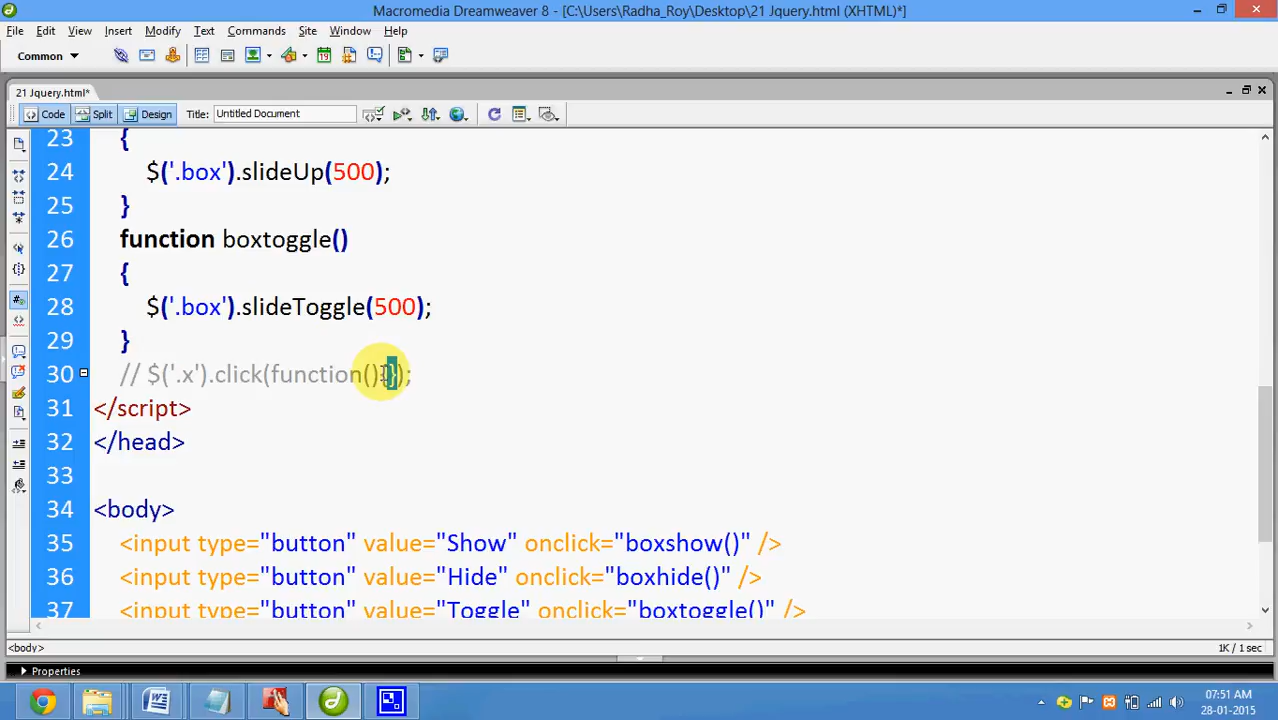 Macromedia Dreamweaver 8 - [C:\Users\Radha_Roy\Desktop\21 Jquery.html (XHTML)*]
File Edit View Insert Modify Text Commands Site Window Help
Common
21 Jquery.html*
Code Split Design Title: Untitled Document
23 {
24 $('.box').slideUp(500);
25 }
26 function boxtoggle()
27 {
28 $('.box').slideToggle(500);
29 }
30 // $('.x').click(function(){});
31 </script>
32 </head>
33
34 <body>
35 <input type="button" value="Show" onclick="boxshow()" />
36 <input type="button" value="Hide" onclick="boxhide()" />
37 <input type="button" value="Toggle" onclick="boxtoggle()" />
<body>
1K / 1 sec
Properties
07:51 AM
28-01-2015